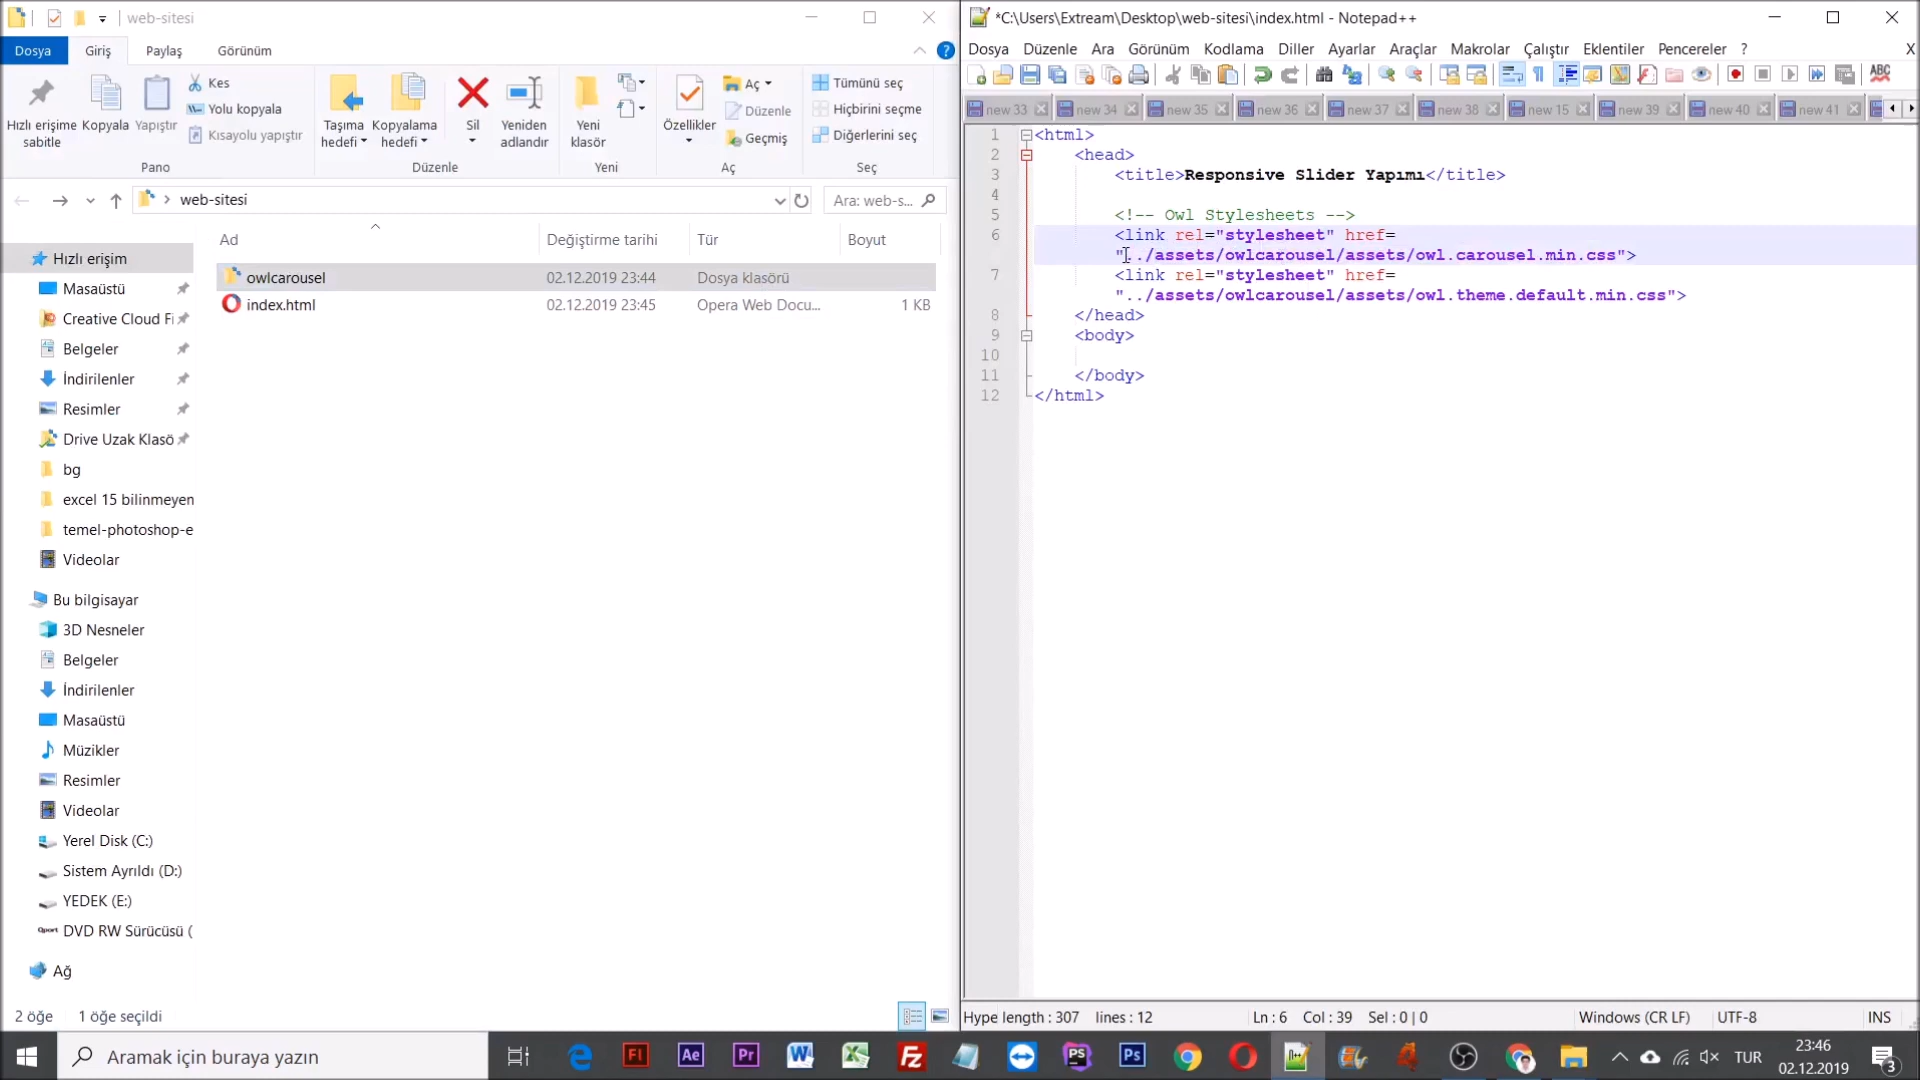 web-sitesi
Dosya Giriş Paylaş Görünüm
Hızlı erişime sabitle
Kopyala
Yapıştır
Kes
Yolu kopyala
Kısayolu yapıştır
Pano
Taşıma hedefi
Kopyalama hedefi
Sil
Yeniden adlandır
Düzenle
Yeni klasör
Yeni
Özellikler
Aç
Düzenle
Geçmiş
Aç
Tümünü seç
Hiçbirini seçme
Diğerlerini seç
Seç
web-sitesi
Ara: web-s...
Ad Değiştirme tarihi Tür Boyut
owlcarousel 02.12.2019 23:44 Dosya klasörü
index.html 02.12.2019 23:45 Opera Web Docu... 1 KB
Hızlı erişim
Masaüstü
Creative Cloud Fi
Belgeler
İndirilenler
Resimler
Drive Uzak Klasö
bg
excel 15 bilinmeyen
temel-photoshop-e
Videolar
Bu bilgisayar
3D Nesneler
Belgeler
İndirilenler
Masaüstü
Müzikler
Resimler
Videolar
Yerel Disk (C:)
Sistem Ayrıldı (D:)
YEDEK (E:)
DVD RW Sürücüsü (
Ağ
2 öğe 1 öğe seçildi
*C:\Users\Extream\Desktop\web-sitesi\index.html - Notepad++
Dosya Düzenle Ara Görünüm Kodlama Diller Ayarlar Araçlar Makrolar Çalıştır Eklentiler Pencereler ? X
new 33 new 34 new 35 new 36 new 37 new 38 new 15 new 39 new 40 new 41
1 <html>
2 <head>
3 <title>Responsive Slider Yapımı</title>
4
5 <!-- Owl Stylesheets -->
6 <link rel="stylesheet" href=
"../assets/owlcarousel/assets/owl.carousel.min.css">
7 <link rel="stylesheet" href=
"../assets/owlcarousel/assets/owl.theme.default.min.css">
8 </head>
9 <body>
10
11 </body>
12 </html>
Hype length : 307 lines : 12 Ln : 6 Col : 39 Sel : 0 | 0 Windows (CR LF) UTF-8 INS
Aramak için buraya yazın
TUR
23:46
02.12.2019
3